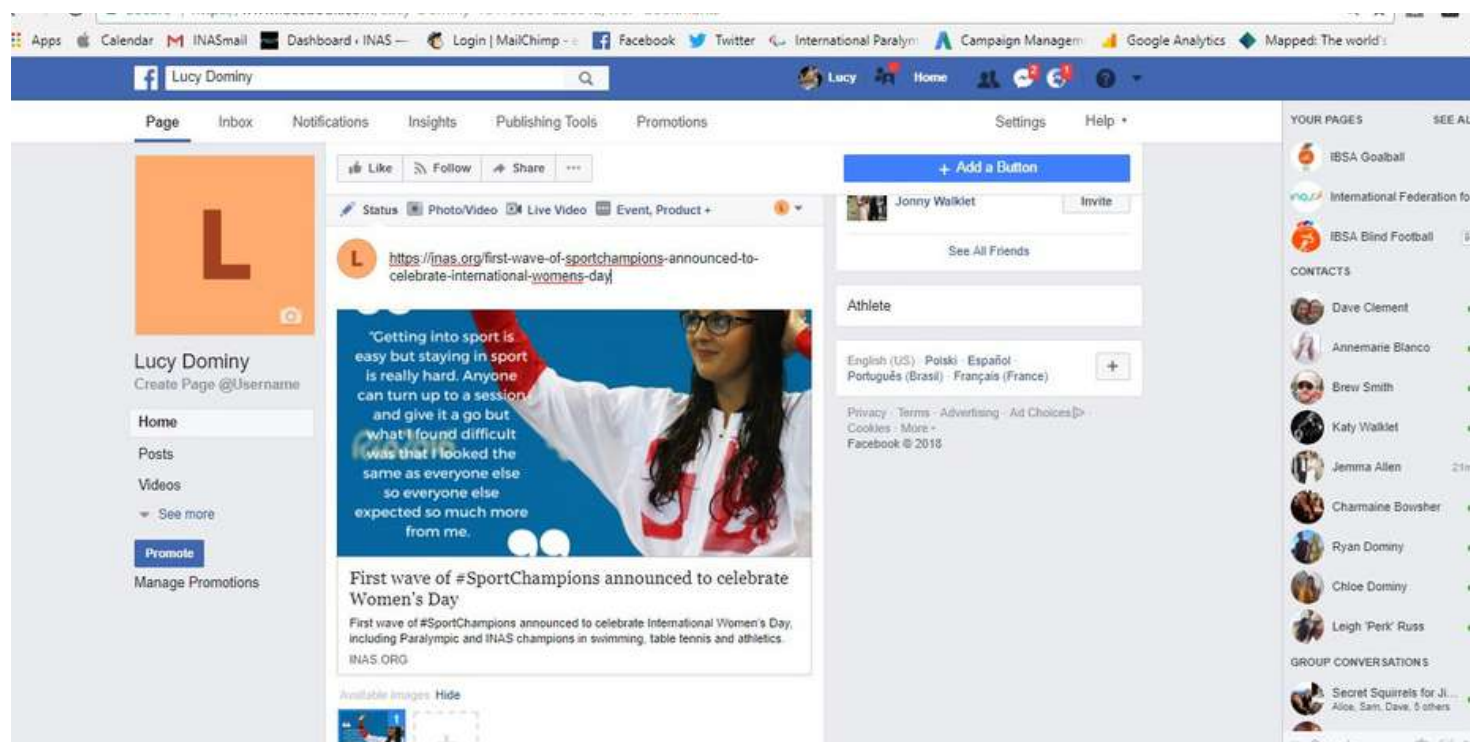 Apps Calendar INASmail Dashboard ‹ INAS — Login | MailChimp - e Facebook Twitter International Paralym Campaign Managem Google Analytics Mapped: The world's
Lucy Dominy
Lucy Home 2 1
Page Inbox Notifications Insights Publishing Tools Promotions Settings Help
Like Follow Share ...
+ Add a Button
Status Photo/Video Live Video Event, Product +
L
https://inas.org/first-wave-of-sportchampions-announced-to-
celebrate-international-womens-day
L
Lucy Dominy
Create Page @Username
Home
Posts
Videos
See more
Promote
Manage Promotions
"Getting into sport is
easy but staying in sport
is really hard. Anyone
can turn up to a session
and give it a go but
what I found difficult
was that I looked the
same as everyone else
so everyone else
expected so much more
from me.
First wave of #SportChampions announced to celebrate
Women's Day
First wave of #SportChampions announced to celebrate International Women's Day,
including Paralympic and INAS champions in swimming, table tennis and athletics.
INAS.ORG
Available Images Hide
1
Jonny Walklet Invite
See All Friends
Athlete
English (US) · Polski · Español ·
Português (Brasil) · Français (France)
+
Privacy · Terms · Advertising · Ad Choices ·
Cookies · More
Facebook © 2018
YOUR PAGES SEE AL
IBSA Goalball
International Federation fo
IBSA Blind Football
CONTACTS
Dave Clement
Annemarie Blanco
Brew Smith
Katy Walklet
Jemma Allen 21m
Charmaine Bowsher
Ryan Dominy
Chloe Dominy
Leigh 'Perk' Russ
GROUP CONVERSATIONS
Secret Squirrels for Ji...
Alice, Sam, Dave, 5 others